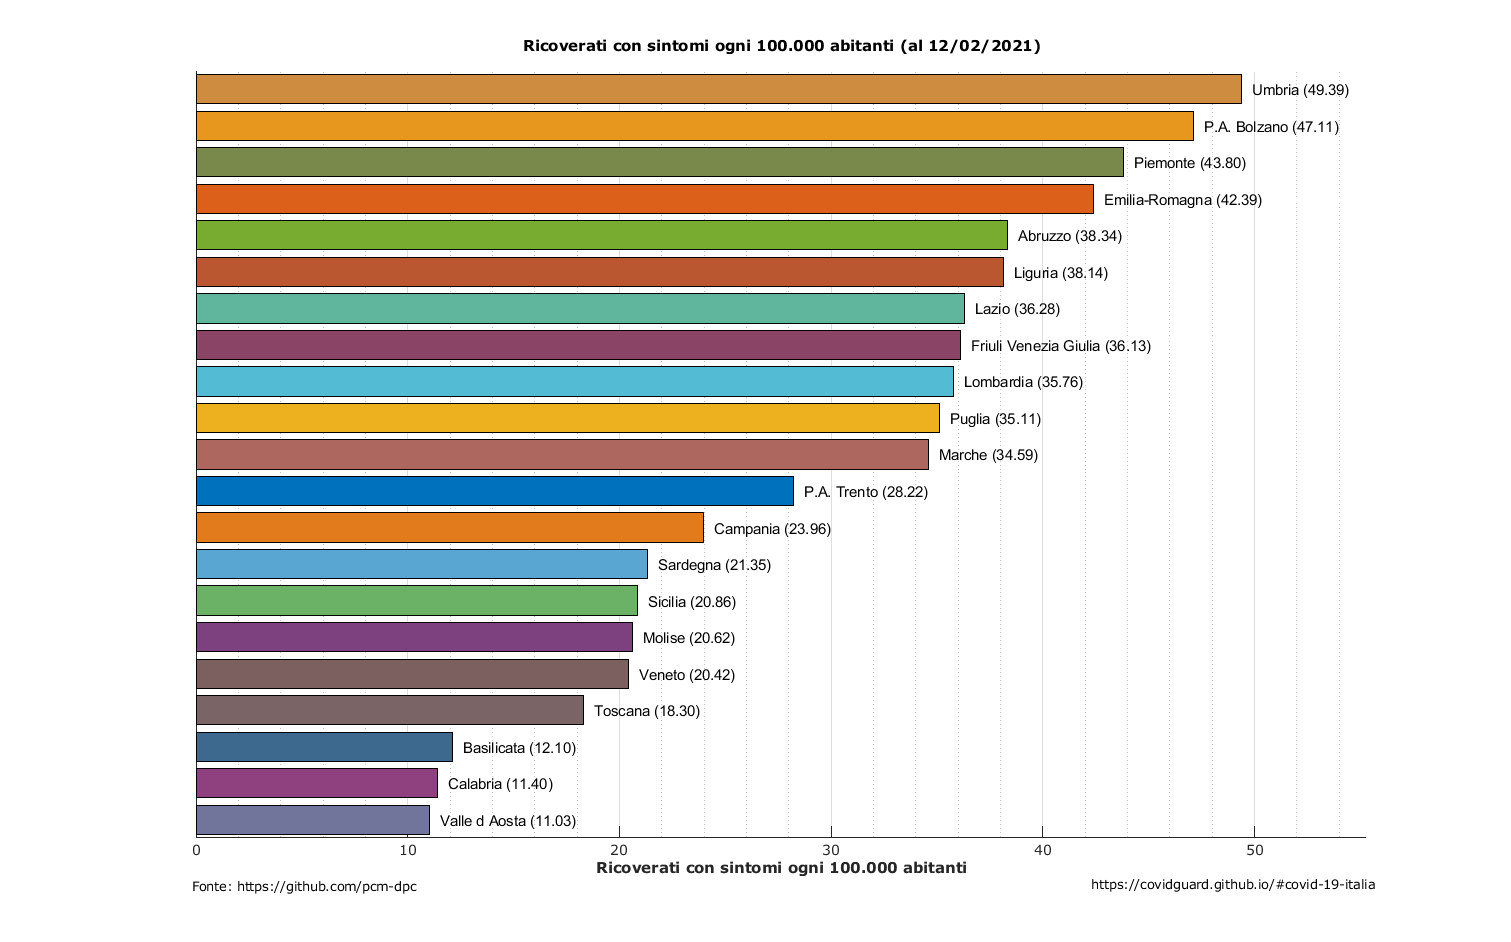 Ricoverati con sintomi ogni 100.000 abitanti (al 12/02/2021)
Umbria (49.39)
P.A. Bolzano (47.11)
Piemonte (43.80)
Emilia-Romagna (42.39)
Abruzzo (38.34)
Liguria (38.14)
Lazio (36.28)
Friuli Venezia Giulia (36.13)
Lombardia (35.76)
Puglia (35.11)
Marche (34.59)
P.A. Trento (28.22)
Campania (23.96)
Sardegna (21.35)
Sicilia (20.86)
Molise (20.62)
Veneto (20.42)
Toscana (18.30)
Basilicata (12.10)
Calabria (11.40)
Valle d Aosta (11.03)
0 10 20 30 40 50
Ricoverati con sintomi ogni 100.000 abitanti
Fonte: https://github.com/pcm-dpc
https://covidguard.github.io/#covid-19-italia